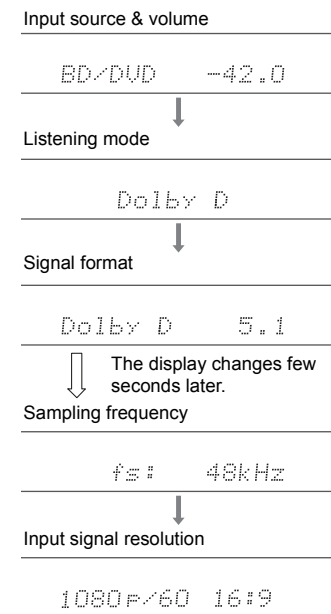 Input source & volume
BD/DVD -42.0
Listening mode
Dolby D
Signal format
Dolby D 5.1
The display changes few
seconds later.
Sampling frequency
fs: 48kHz
Input signal resolution
1080p/60 16:9